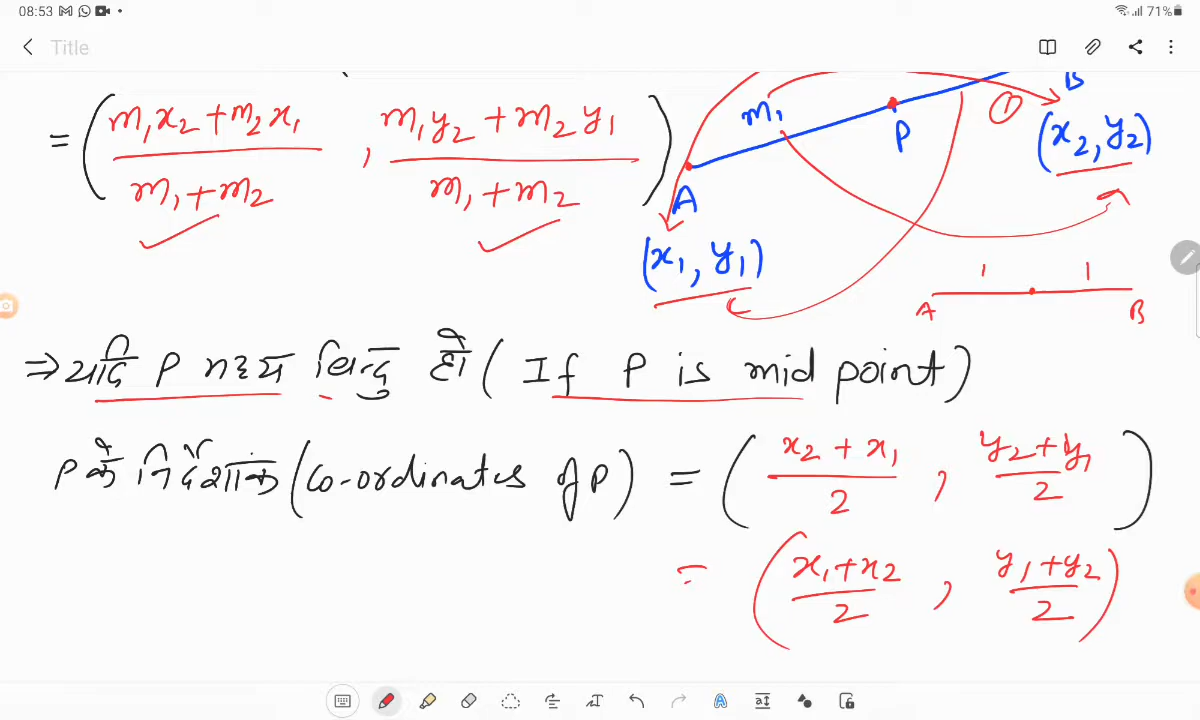 08:53
71%
Title
= ( m₁x₂ + m₂x₁ / m₁ + m₂ , m₁y₂ + m₂y₁ / m₁ + m₂ )
m₁ P B ①
A (x₁, y₁) (x₂, y₂)
1 1
A B
⇒ यदि P मध्य बिन्दु हो ( If P is mid point)
P के निर्देशांक (co-ordinates of P) = ( x₂ + x₁ / 2 , y₂ + y₁ / 2 )
= ( x₁ + x₂ / 2 , y₁ + y₂ / 2 )